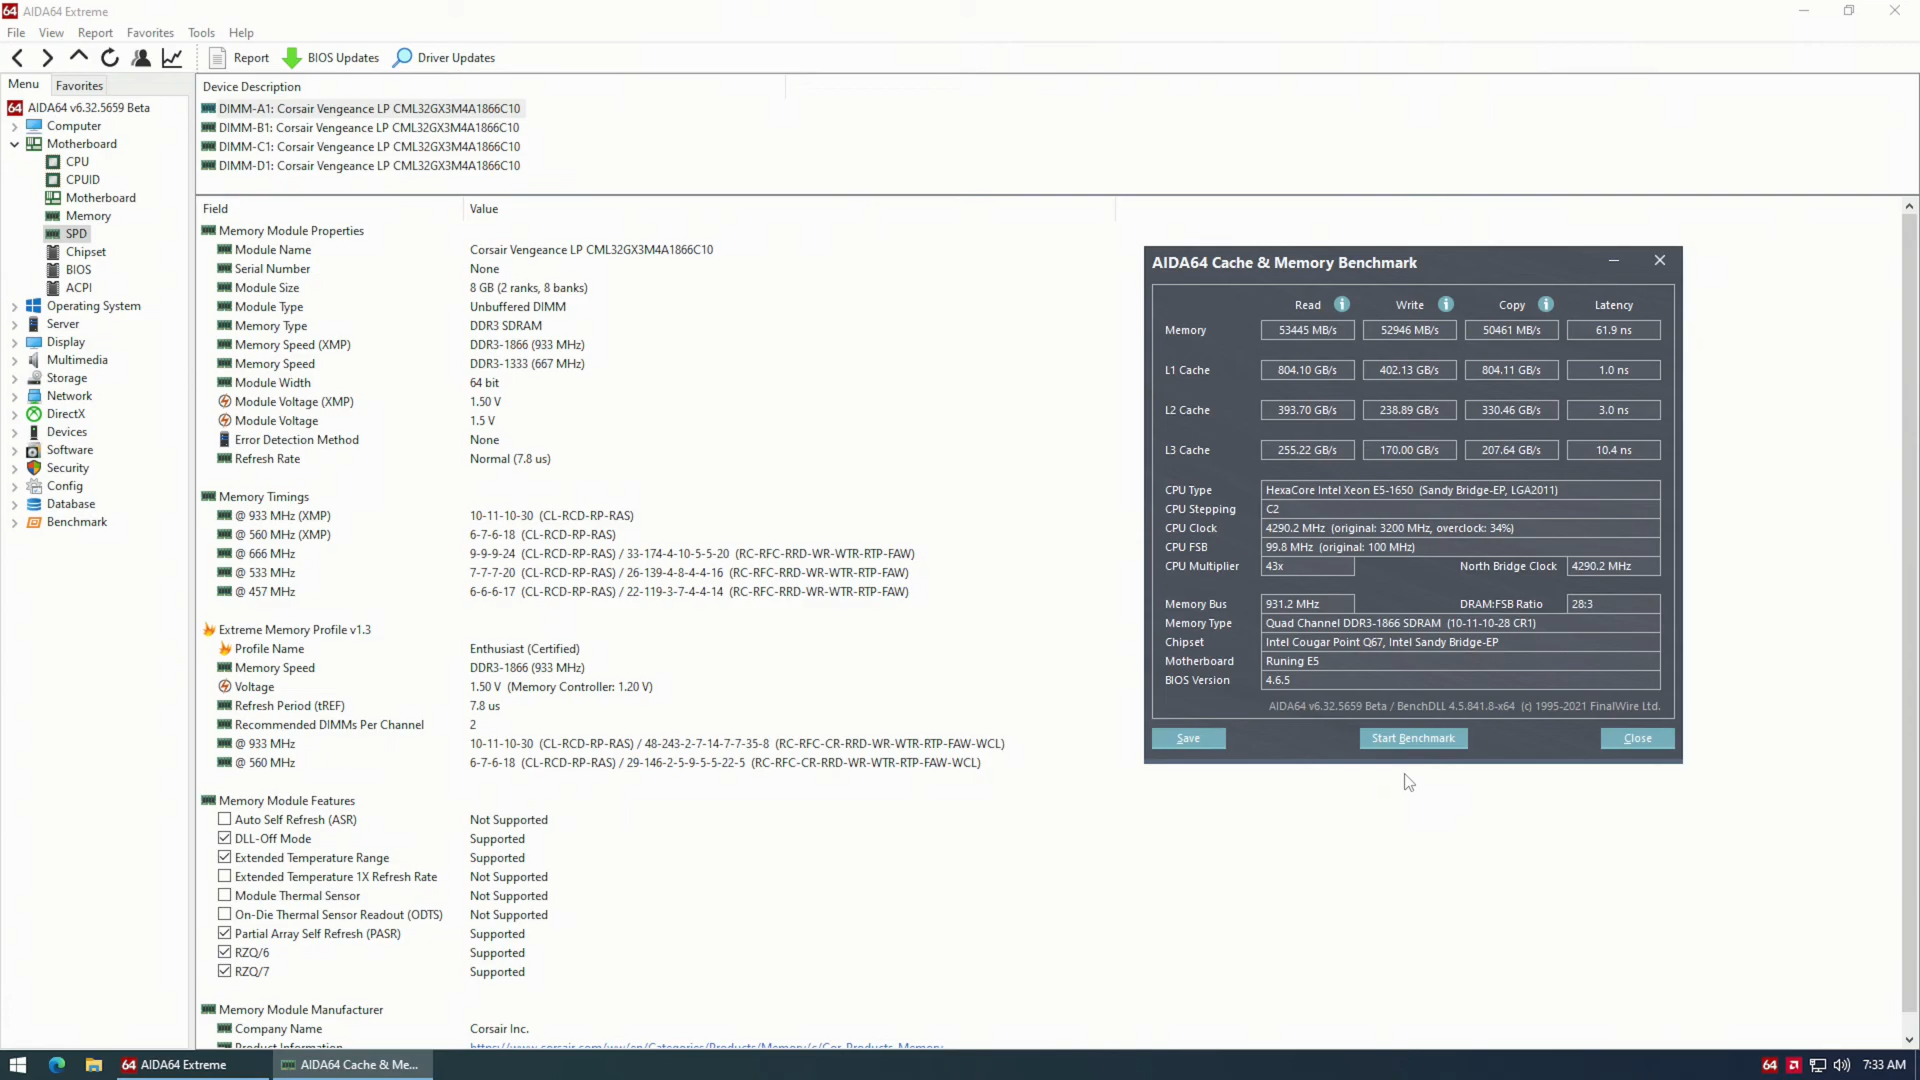 64 AIDA64 Extreme
File View Report Favorites Tools Help
Report BIOS Updates Driver Updates
Menu Favorites
64 AIDA64 v6.32.5659 Beta
Computer
Motherboard
CPU
CPUID
Motherboard
Memory
SPD
Chipset
BIOS
ACPI
Operating System
Server
Display
Multimedia
Storage
Network
DirectX
Devices
Software
Security
Config
Database
Benchmark
Device Description
DIMM-A1: Corsair Vengeance LP CML32GX3M4A1866C10
DIMM-B1: Corsair Vengeance LP CML32GX3M4A1866C10
DIMM-C1: Corsair Vengeance LP CML32GX3M4A1866C10
DIMM-D1: Corsair Vengeance LP CML32GX3M4A1866C10
Field Value
Memory Module Properties
Module Name Corsair Vengeance LP CML32GX3M4A1866C10
Serial Number None
Module Size 8 GB (2 ranks, 8 banks)
Module Type Unbuffered DIMM
Memory Type DDR3 SDRAM
Memory Speed (XMP) DDR3-1866 (933 MHz)
Memory Speed DDR3-1333 (667 MHz)
Module Width 64 bit
Module Voltage (XMP) 1.50 V
Module Voltage 1.5 V
Error Detection Method None
Refresh Rate Normal (7.8 us)
Memory Timings
@ 933 MHz (XMP) 10-11-10-30 (CL-RCD-RP-RAS)
@ 560 MHz (XMP) 6-7-6-18 (CL-RCD-RP-RAS)
@ 666 MHz 9-9-9-24 (CL-RCD-RP-RAS) / 33-174-4-10-5-5-20 (RC-RFC-RRD-WR-WTR-RTP-FAW)
@ 533 MHz 7-7-7-20 (CL-RCD-RP-RAS) / 26-139-4-8-4-4-16 (RC-RFC-RRD-WR-WTR-RTP-FAW)
@ 457 MHz 6-6-6-17 (CL-RCD-RP-RAS) / 22-119-3-7-4-4-14 (RC-RFC-RRD-WR-WTR-RTP-FAW)
Extreme Memory Profile v1.3
Profile Name Enthusiast (Certified)
Memory Speed DDR3-1866 (933 MHz)
Voltage 1.50 V (Memory Controller: 1.20 V)
Refresh Period (tREF) 7.8 us
Recommended DIMMs Per Channel 2
@ 933 MHz 10-11-10-30 (CL-RCD-RP-RAS) / 48-243-2-7-14-7-7-35-8 (RC-RFC-CR-RRD-WR-WTR-RTP-FAW-WCL)
@ 560 MHz 6-7-6-18 (CL-RCD-RP-RAS) / 29-146-2-5-9-5-5-22-5 (RC-RFC-CR-RRD-WR-WTR-RTP-FAW-WCL)
Memory Module Features
Auto Self Refresh (ASR) Not Supported
DLL-Off Mode Supported
Extended Temperature Range Supported
Extended Temperature 1X Refresh Rate Not Supported
Module Thermal Sensor Not Supported
On-Die Thermal Sensor Readout (ODTS) Not Supported
Partial Array Self Refresh (PASR) Supported
RZQ/6 Supported
RZQ/7 Supported
Memory Module Manufacturer
Company Name Corsair Inc.
Product Information https://www.corsair.com/ww/en/Categories/Products/Memory/c/Cor_Products_Memory
AIDA64 Cache & Memory Benchmark
Read Write Copy Latency
Memory 53445 MB/s 52946 MB/s 50461 MB/s 61.9 ns
L1 Cache 804.10 GB/s 402.13 GB/s 804.11 GB/s 1.0 ns
L2 Cache 393.70 GB/s 238.89 GB/s 330.46 GB/s 3.0 ns
L3 Cache 255.22 GB/s 170.00 GB/s 207.64 GB/s 10.4 ns
CPU Type HexaCore Intel Xeon E5-1650 (Sandy Bridge-EP, LGA2011)
CPU Stepping C2
CPU Clock 4290.2 MHz (original: 3200 MHz, overclock: 34%)
CPU FSB 99.8 MHz (original: 100 MHz)
CPU Multiplier 43x North Bridge Clock 4290.2 MHz
Memory Bus 931.2 MHz DRAM:FSB Ratio 28:3
Memory Type Quad Channel DDR3-1866 SDRAM (10-11-10-28 CR1)
Chipset Intel Cougar Point Q67, Intel Sandy Bridge-EP
Motherboard Runing E5
BIOS Version 4.6.5
AIDA64 v6.32.5659 Beta / BenchDLL 4.5.841.8-x64 (c) 1995-2021 FinalWire Ltd.
Save Start Benchmark Close
64 AIDA64 Extreme AIDA64 Cache & Me... 64 7:33 AM